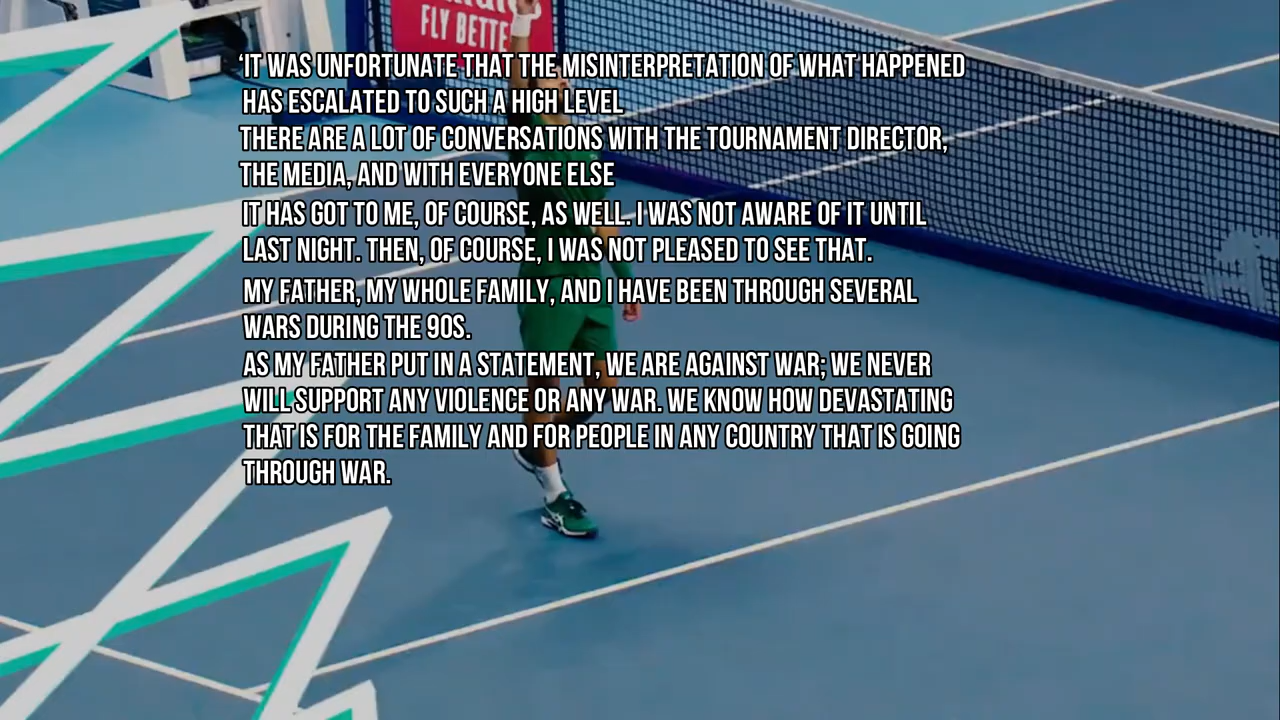 FLY BETTE
‘IT WAS UNFORTUNATE THAT THE MISINTERPRETATION OF WHAT HAPPENED
HAS ESCALATED TO SUCH A HIGH LEVEL
THERE ARE A LOT OF CONVERSATIONS WITH THE TOURNAMENT DIRECTOR,
THE MEDIA, AND WITH EVERYONE ELSE
IT HAS GOT TO ME, OF COURSE, AS WELL. I WAS NOT AWARE OF IT UNTIL
LAST NIGHT. THEN, OF COURSE, I WAS NOT PLEASED TO SEE THAT.
MY FATHER, MY WHOLE FAMILY, AND I HAVE BEEN THROUGH SEVERAL
WARS DURING THE 90S.
AS MY FATHER PUT IN A STATEMENT, WE ARE AGAINST WAR; WE NEVER
WILL SUPPORT ANY VIOLENCE OR ANY WAR. WE KNOW HOW DEVASTATING
THAT IS FOR THE FAMILY AND FOR PEOPLE IN ANY COUNTRY THAT IS GOING
THROUGH WAR.